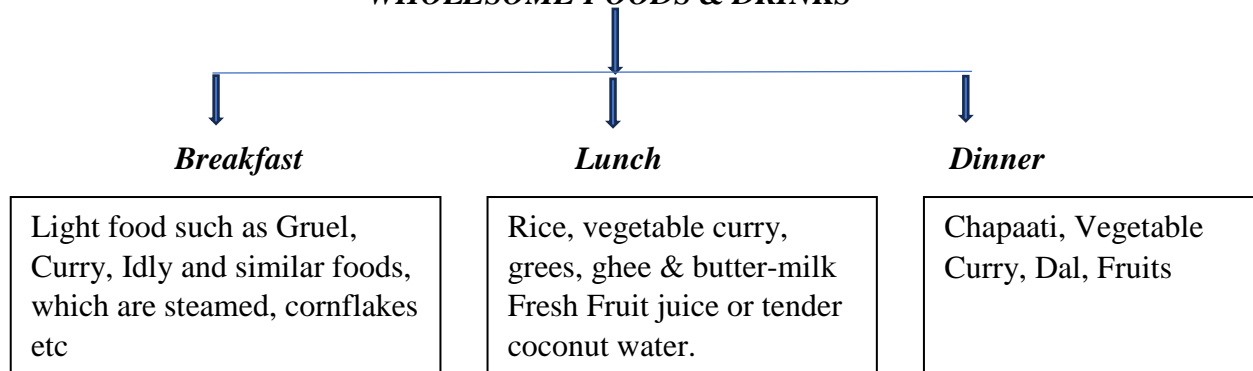 WHOLESOME FOODS & DRINKS
Breakfast
Lunch
Dinner
Light food such as Gruel,
Curry, Idly and similar foods,
which are steamed, cornflakes
etc
Rice, vegetable curry,
grees, ghee & butter-milk
Fresh Fruit juice or tender
coconut water.
Chapaati, Vegetable
Curry, Dal, Fruits